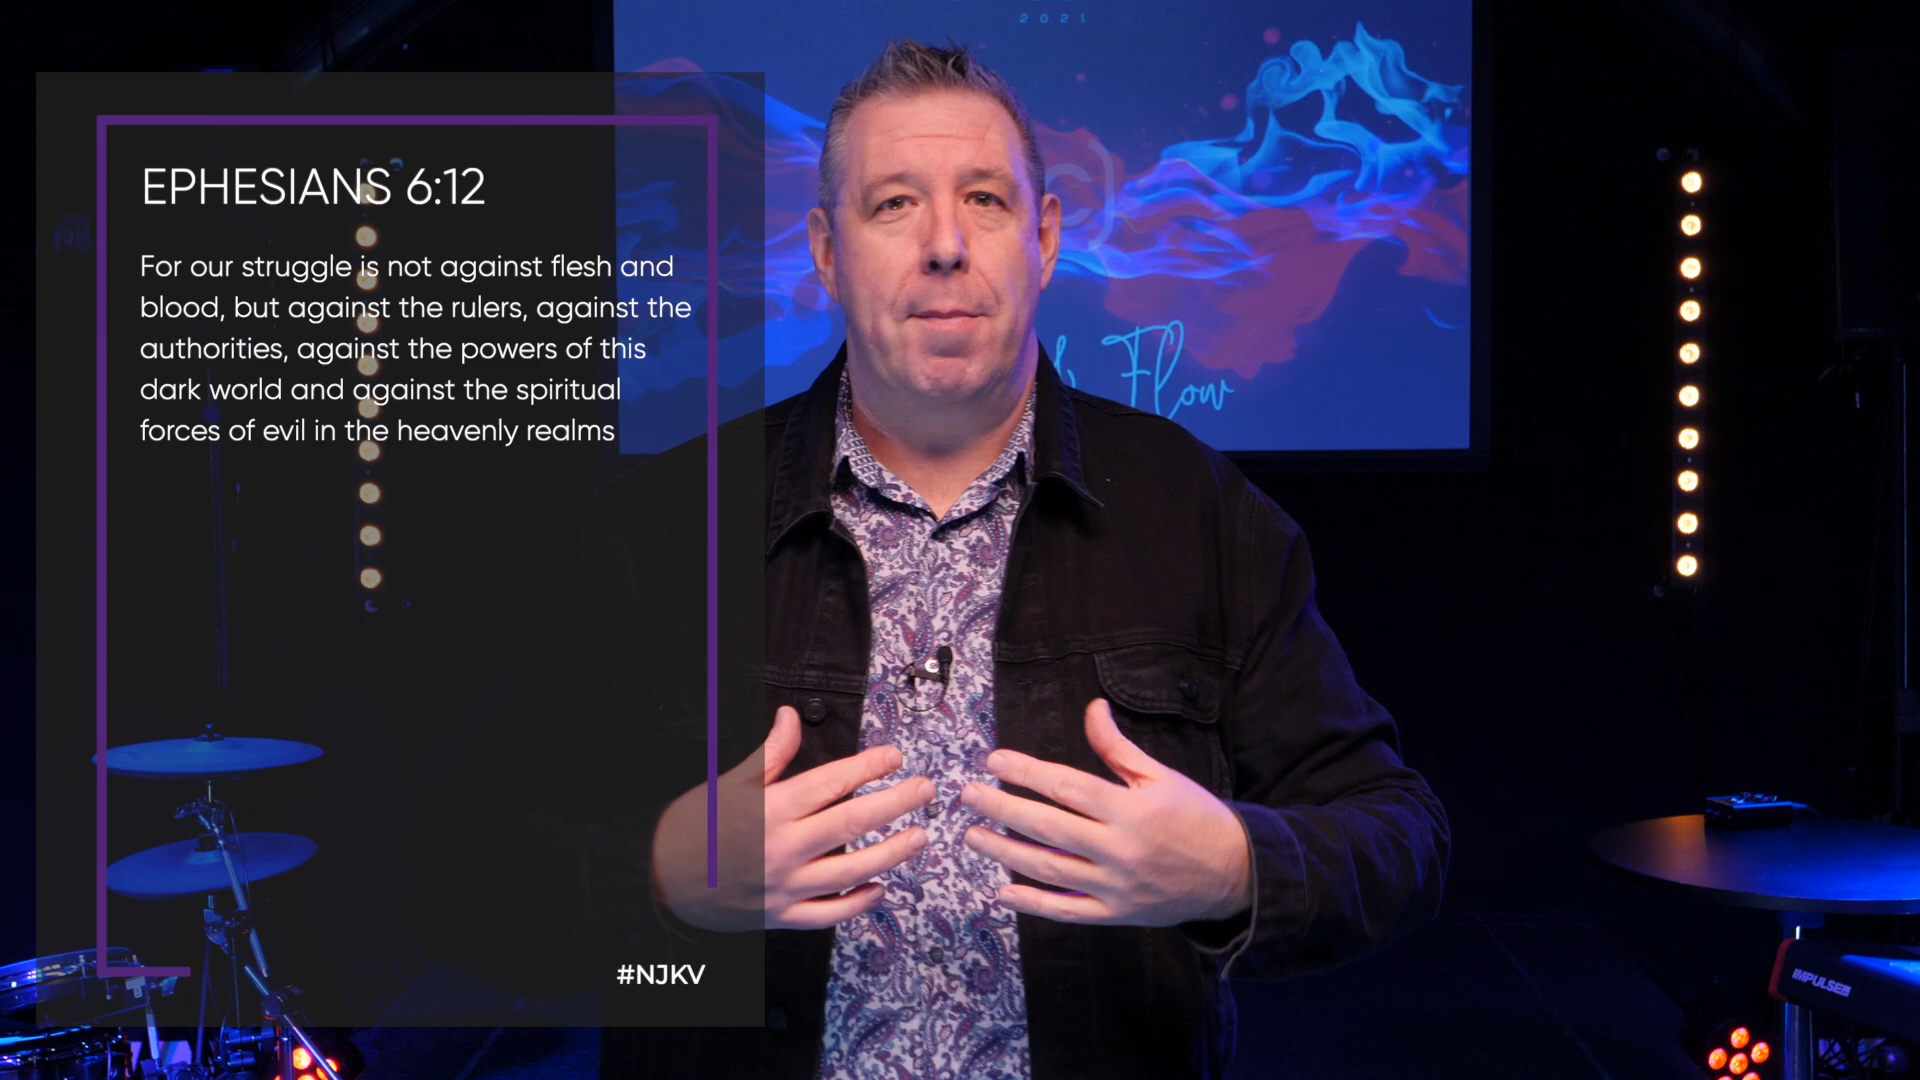 2021
EPHESIANS 6:12
For our struggle is not against flesh and
blood, but against the rulers, against the
authorities, against the powers of this
dark world and against the spiritual
forces of evil in the heavenly realms
Flow
#NJKV
IMPULSE